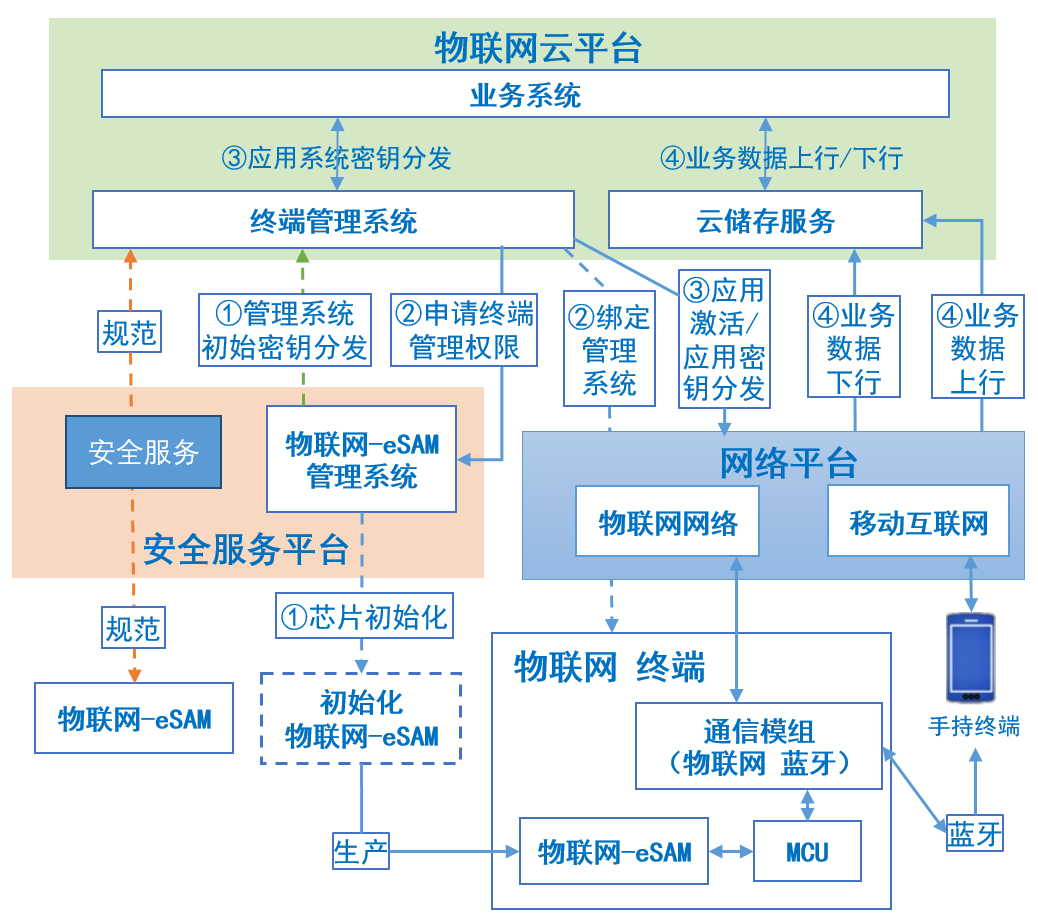 物联网云平台
业务系统
③应用系统密钥分发
④业务数据上行/下行
终端管理系统
云储存服务
规范
①管理系统
初始密钥分发
②申请终端
管理权限
②绑定
管理
系统
③应用
激活/
应用密
钥分发
④业务
数据
下行
④业务
数据
上行
安全服务
物联网-eSAM
管理系统
安全服务平台
网络平台
物联网网络
移动互联网
规范
①芯片初始化
物联网-eSAM
初始化
物联网-eSAM
生产
物联网 终端
通信模组
（物联网 蓝牙）
物联网-eSAM
MCU
手持终端
蓝牙